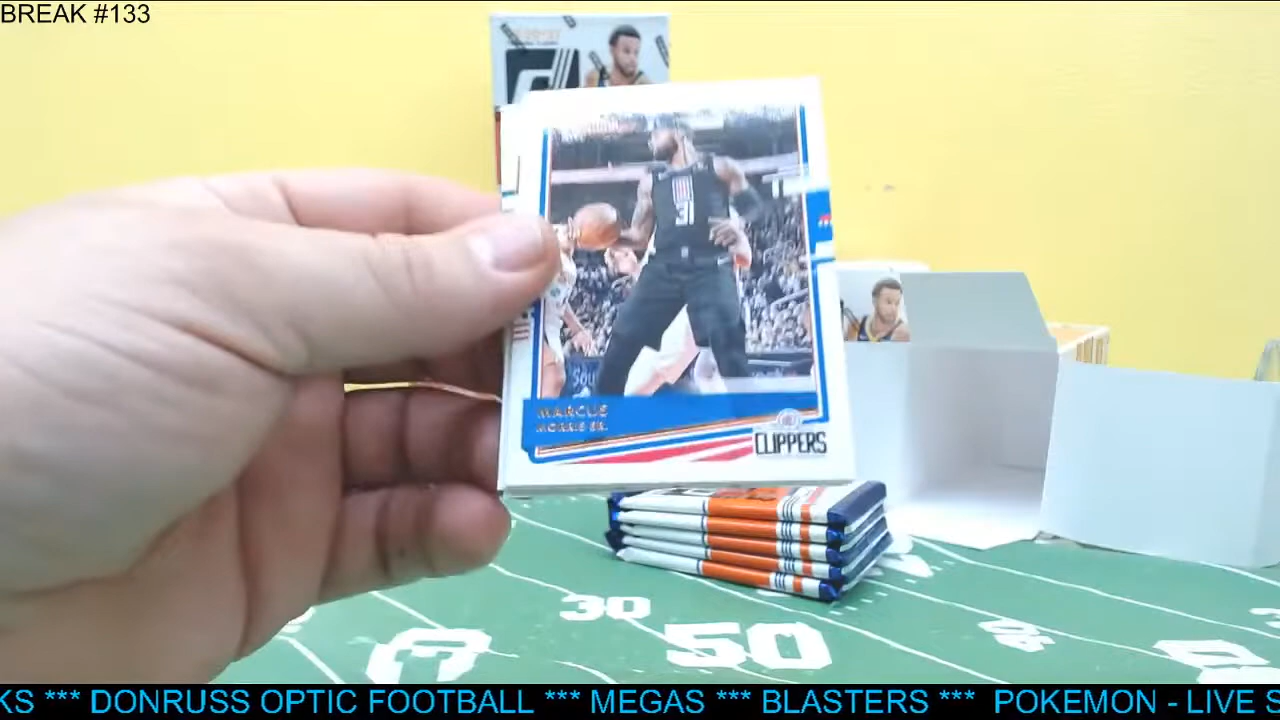 BREAK #133
31
MARCUS
MORRIS SR.
CLIPPERS
30
50
KS *** DONRUSS OPTIC FOOTBALL *** MEGAS *** BLASTERS *** POKEMON - LIVE S